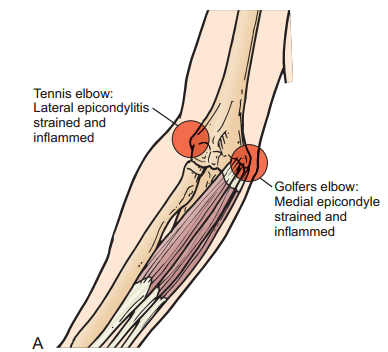 Tennis elbow:
Lateral epicondylitis
strained and
inflammed
Golfers elbow:
Medial epicondyle
strained and
inflammed
A